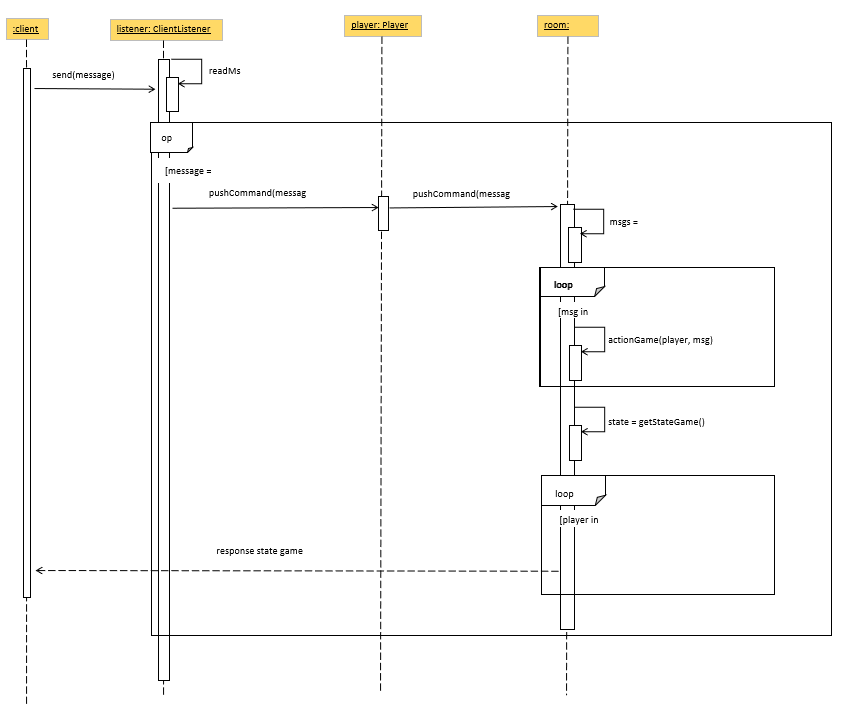 :client
listener: ClientListener
player: Player
room:
send(message)
readMs
op
[message =
pushCommand(messag
pushCommand(messag
msgs =
loop
[msg in
actionGame(player, msg)
state = getStateGame()
loop
[player in
response state game